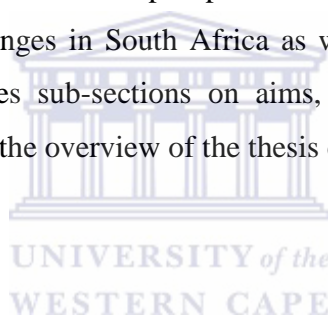 nges in South Africa as w
es sub-sections on aims,
the overview of the thesis
UNIVERSITY of the
WESTERN CAPE